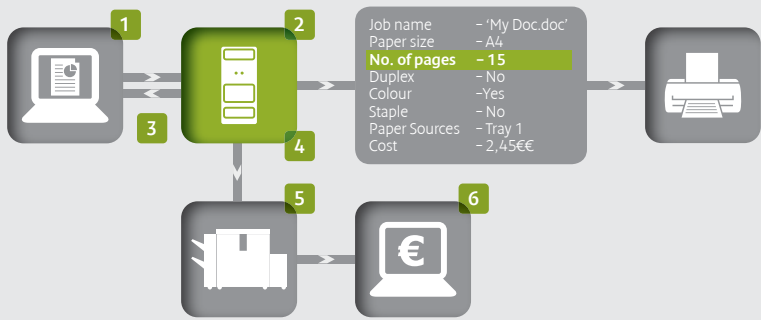 1
2
Job name – ‘My Doc.doc’
Paper size – A4
No. of pages – 15
Duplex – No
Colour –Yes
Staple – No
Paper Sources – Tray 1
Cost – 2,45€€
3
4
5
6
€